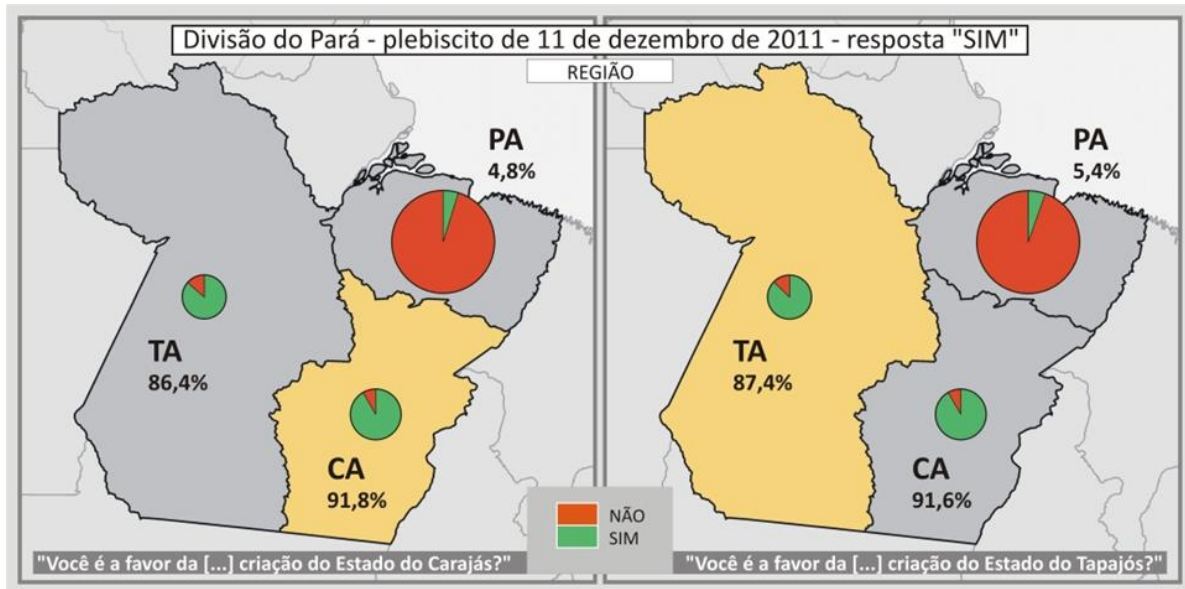 Divisão do Pará - plebiscito de 11 de dezembro de 2011 - resposta "SIM"
REGIÃO
PA
4,8%
TA
86,4%
CA
91,8%
"Você é a favor da [...] criação do Estado do Carajás?"
PA
5,4%
TA
87,4%
CA
91,6%
"Você é a favor da [...] criação do Estado do Tapajós?"
NÃO
SIM